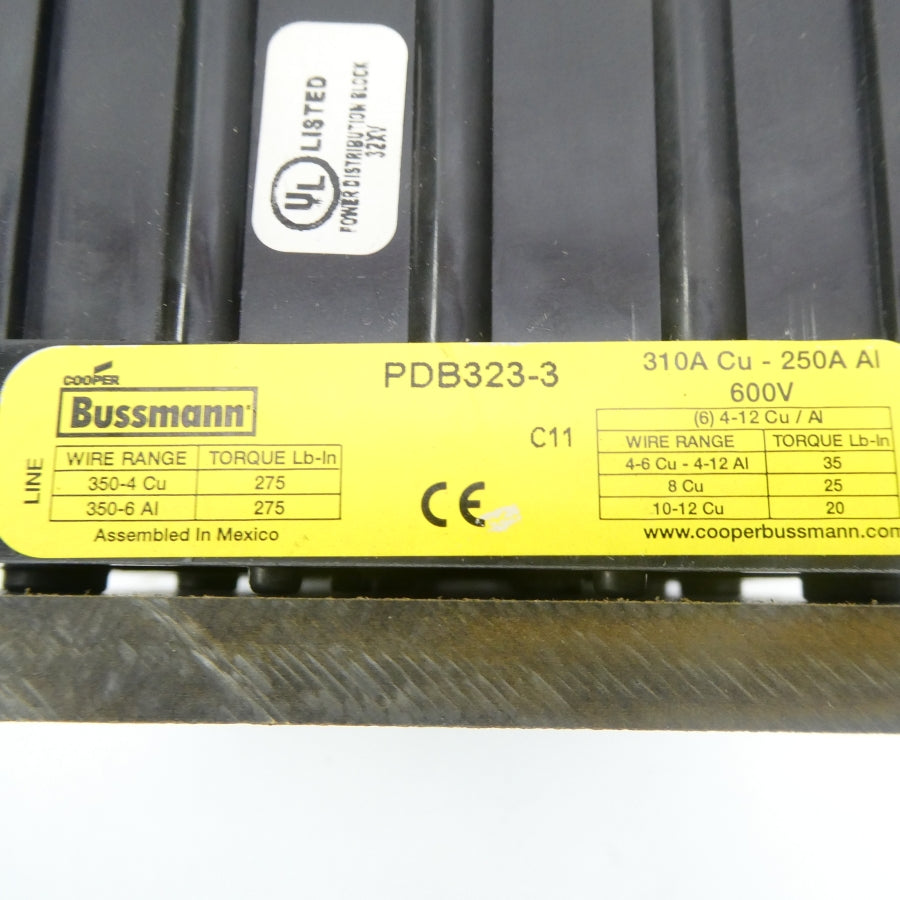 UL LISTED
POWER DISTRIBUTION BLOCK
32XV
COOPER
Bussmann
LINE
WIRE RANGE TORQUE Lb-In
350-4 Cu 275
350-6 Al 275
Assembled In Mexico
PDB323-3
C11
CE
310A Cu - 250A Al
600V
(6) 4-12 Cu / Al
WIRE RANGE TORQUE Lb-In
4-6 Cu - 4-12 Al 35
8 Cu 25
10-12 Cu 20
www.cooperbussmann.com